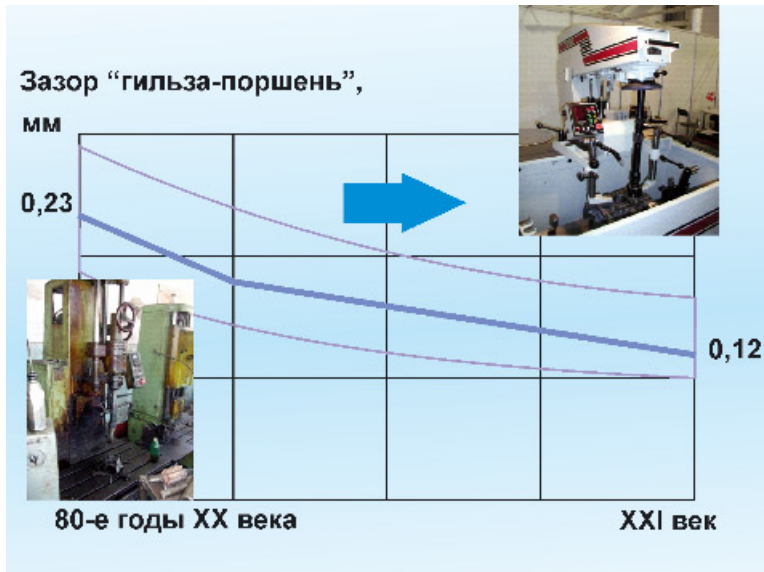 Зазор “гильза-поршень”,
мм
0,23
0,12
80-е годы XX века
XXI век